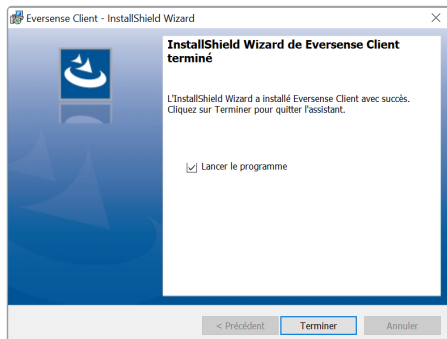 Eversense Client - InstallShield Wizard
InstallShield Wizard de Eversense Client
terminé
L'InstallShield Wizard a installé Eversense Client avec succès.
Cliquez sur Terminer pour quitter l'assistant.
Lancer le programme
< Précédent Terminer Annuler